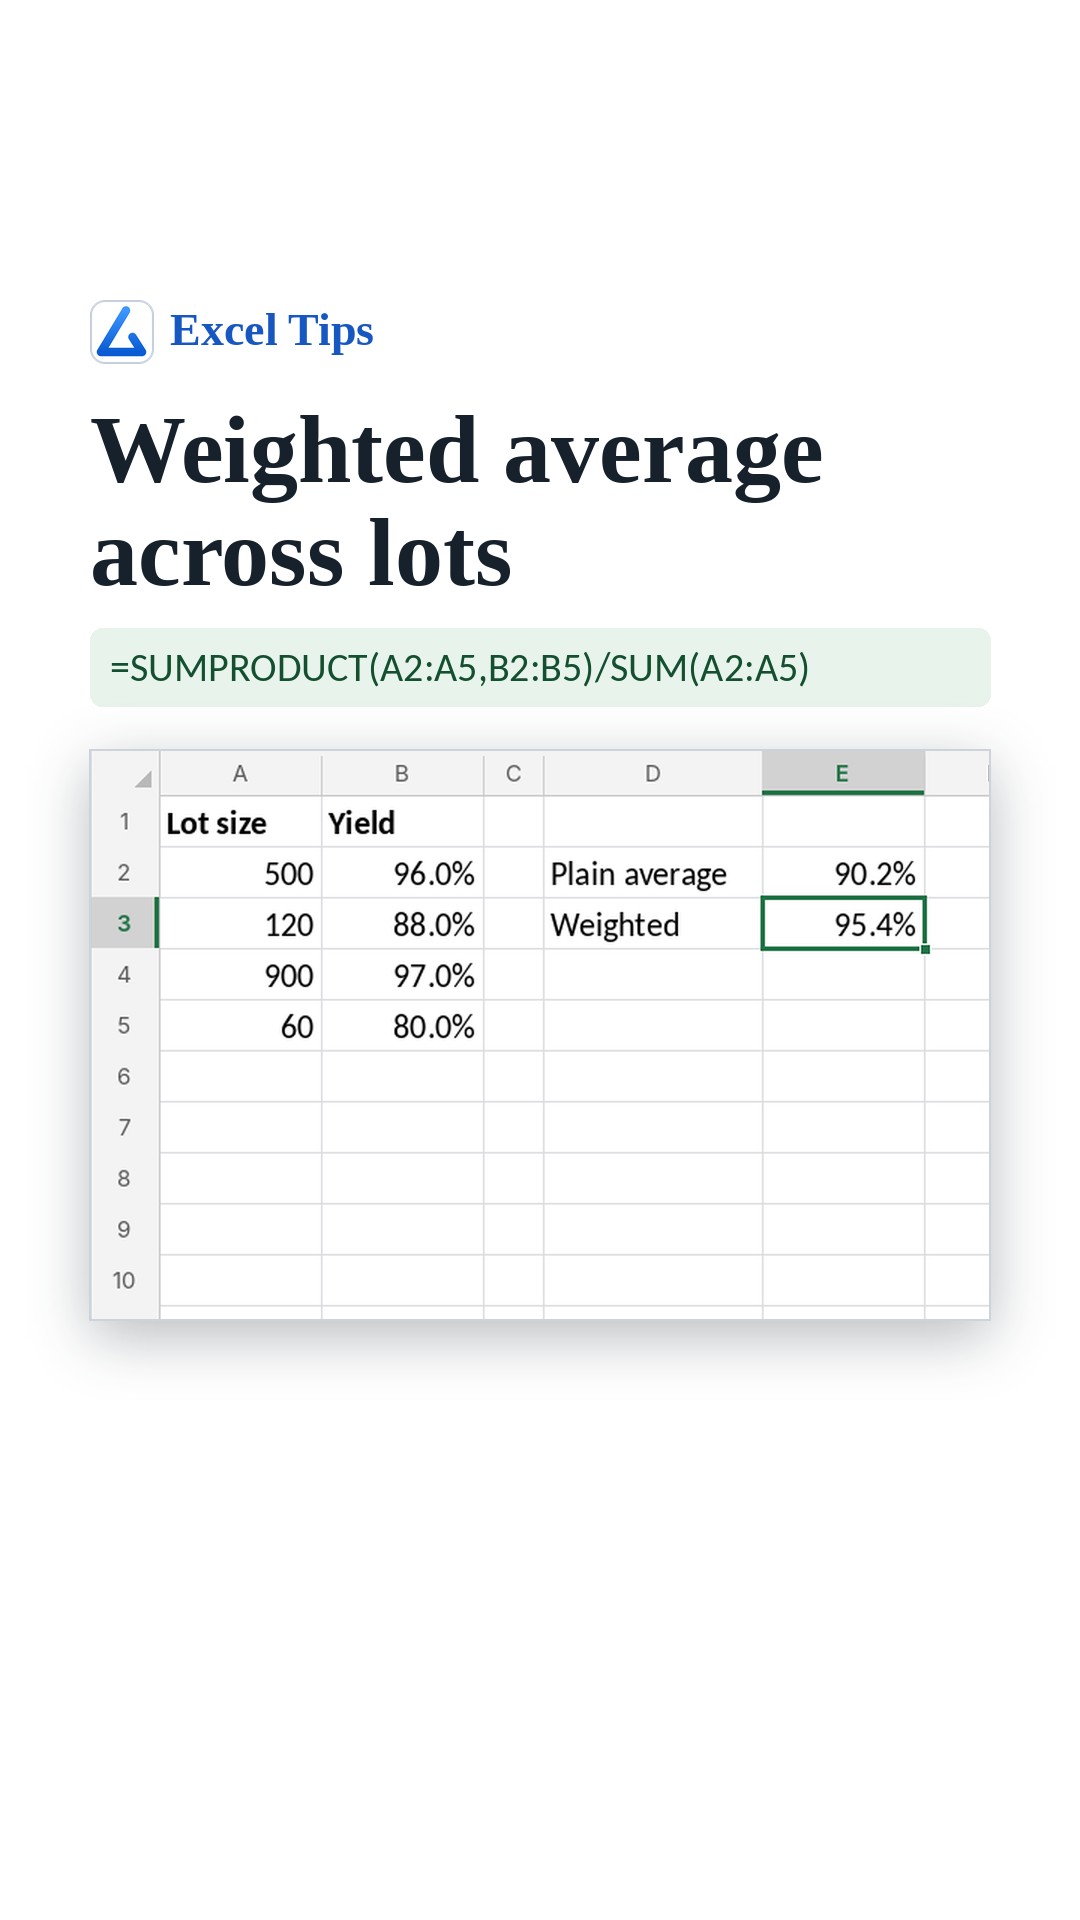 Excel Tips
Weighted average
across lots
=SUMPRODUCT(A2:A5,B2:B5)/SUM(A2:A5)
A B C D E
1 Lot size Yield
2 500 96.0% Plain average 90.2%
3 120 88.0% Weighted 95.4%
4 900 97.0%
5 60 80.0%
6
7
8
9
10